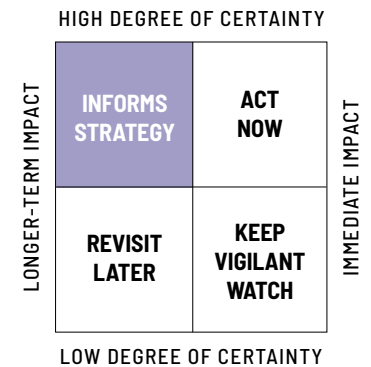 HIGH DEGREE OF CERTAINTY
LONGER-TERM IMPACT
INFORMS
STRATEGY
ACT
NOW
IMMEDIATE IMPACT
REVISIT
LATER
KEEP
VIGILANT
WATCH
LOW DEGREE OF CERTAINTY